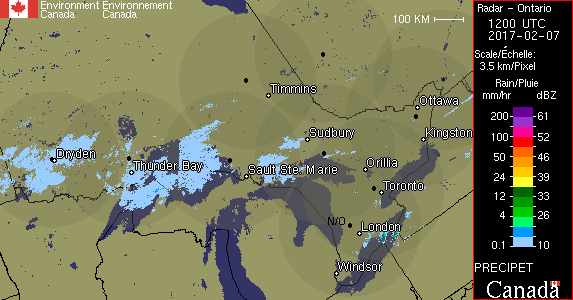 Environment Environnement
Canada Canada
Radar - Ontario
1200 UTC
2017-02-07
100 KM
Scale/Échelle:
3.5 km/Pixel
Rain/Pluie
mm/hr dBZ
200 61
100 52
50 46
24 39
12 33
4 26
0.1 10
Timmins
Ottawa
Sudbury
Kingston
Dryden
Thunder Bay
Sault Ste. Marie
Orillia
Toronto
N/O
London
Windsor
PRECIPET
Canada